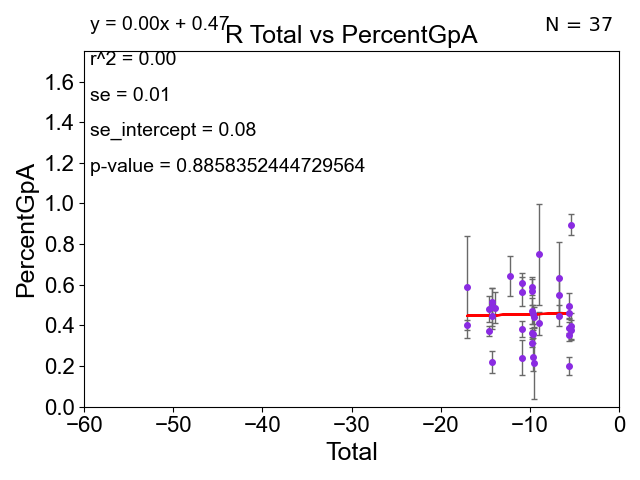 y = 0.00x + 0.47
N = 37
R Total vs PercentGpA
r^2 = 0.00
se = 0.01
se_intercept = 0.08
p-value = 0.8858352444729564
PercentGpA
1.6
1.4
1.2
1.0
0.8
0.6
0.4
0.2
0.0
−60 −50 −40 −30 −20 −10 0
Total